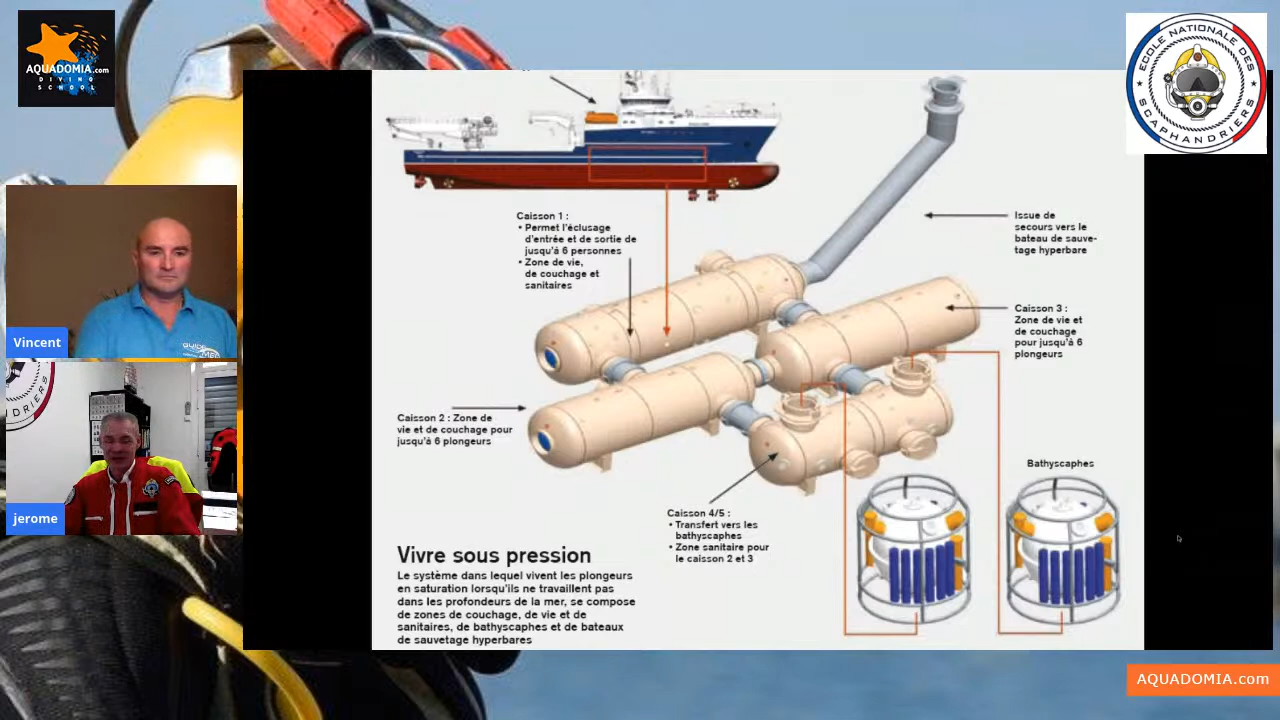 AQUADOMIA.com
DIVING
SCHOOL
ECOLE NATIONALE DES
SCAPHANDRIERS
Vincent
jerome
Caisson 1 :
• Permet l'éclusage
d'entrée et de sortie de
jusqu'à 6 personnes
• Zone de vie,
de couchage et
sanitaires
Issue de
secours vers le
bateau de sauve-
tage hyperbare
Caisson 3 :
Zone de vie et
de couchage
pour jusqu'à 6
plongeurs
Caisson 2 : Zone de
vie et de couchage pour
jusqu'à 6 plongeurs
Bathyscaphes
Caisson 4/5 :
• Transfert vers les
bathyscaphes
• Zone sanitaire pour
le caisson 2 et 3
Vivre sous pression
Le système dans lequel vivent les plongeurs
en saturation lorsqu'ils ne travaillent pas
dans les profondeurs de la mer, se compose
de zones de couchage, de vie et de
sanitaires, de bathyscaphes et de bateaux
de sauvetage hyperbares
AQUADOMIA.com